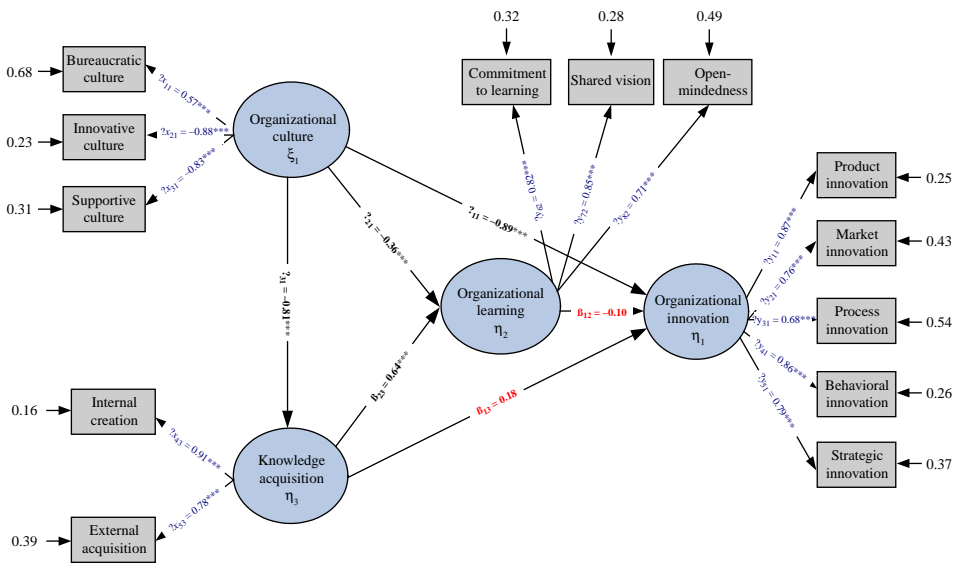 0.32
0.28
0.49
Commitment
to learning
Shared vision
Open-
mindedness
0.68
Bureaucratic
culture
0.23
Innovative
culture
0.31
Supportive
culture
?x₁₁ = 0.57***
?x₂₁ = –0.88***
?x₃₁ = –0.83***
Organizational
culture
ξ₁
?y₆₂ = 0.82***
?y₇₂ = 0.85***
?y₈₂ = 0.71***
?₁₁ = –0.89***
?₂₁ = –0.36***
?₃₁ = –0.81***
Organizational
learning
η₂
ß₁₂ = –0.10
Organizational
innovation
η₁
?y₁₁ = 0.87***
?y₂₁ = 0.76***
?y₃₁ = 0.68***
?y₄₁ = 0.86***
?y₅₁ = 0.79***
Product
innovation
0.25
Market
innovation
0.43
Process
innovation
0.54
Behavioral
innovation
0.26
Strategic
innovation
0.37
ß₂₃ = 0.64***
ß₁₃ = 0.18
0.16
Internal
creation
?x₄₃ = 0.91***
Knowledge
acquisition
η₃
?x₅₃ = 0.78***
0.39
External
acquisition